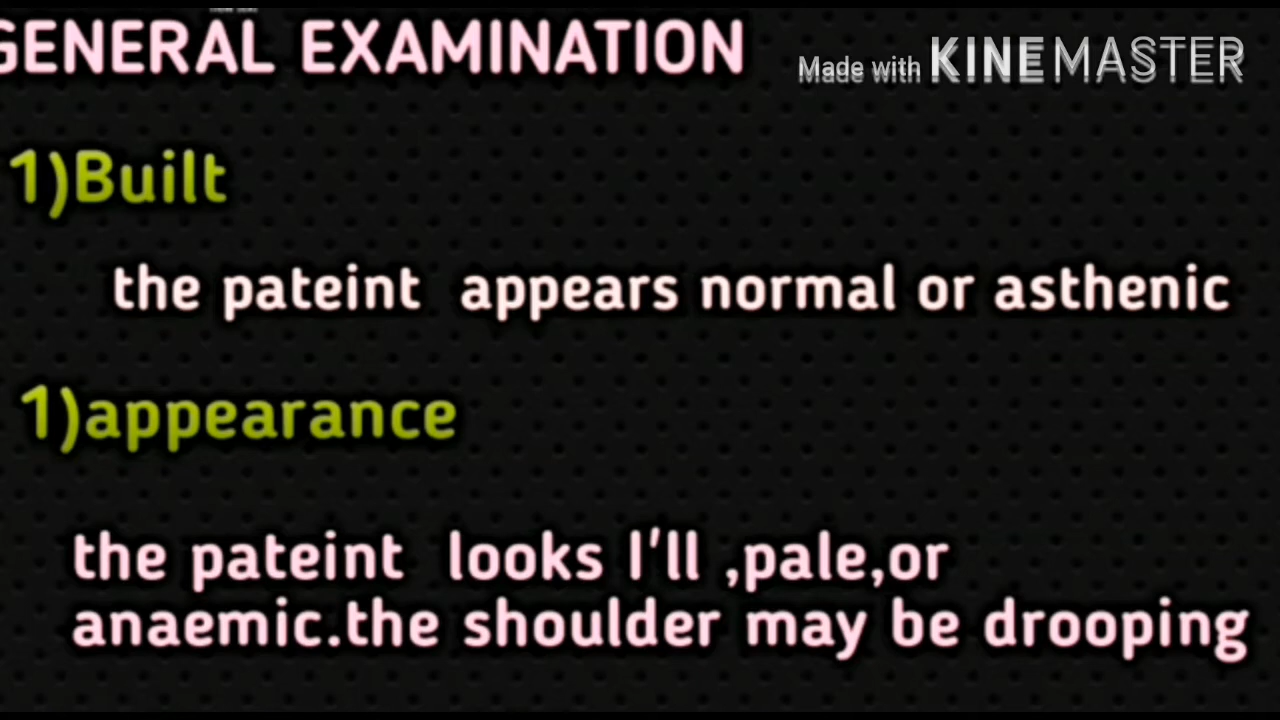 GENERAL EXAMINATION
Made with KINEMASTER
1)Built
the pateint appears normal or asthenic
1)appearance
the pateint looks I'll ,pale,or
anaemic.the shoulder may be drooping